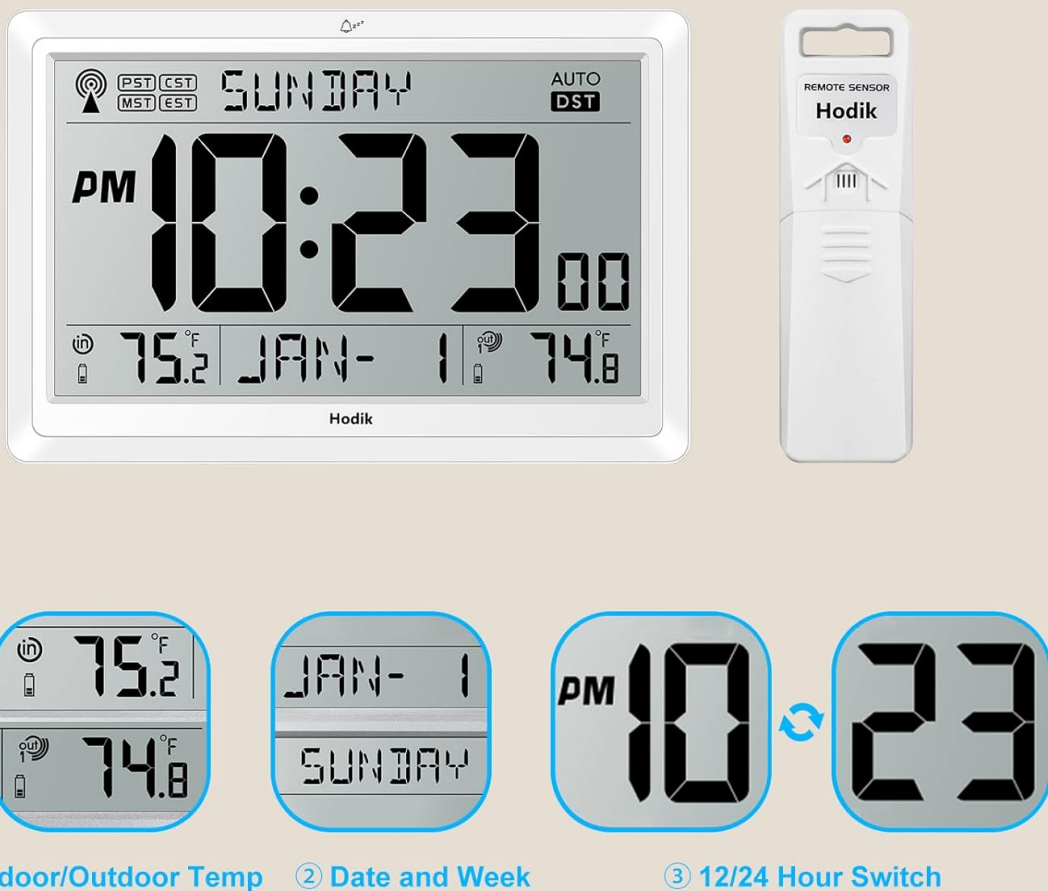 zzz
PST CST SUNDAY AUTO
MST EST DST
PM 10:23 00
in 75.2 °F JAN- 1 out 1 74.8 °F
Hodik
REMOTE SENSOR
Hodik
in 75.2 °F
out 1 74.8 °F
JAN- 1
SUNDAY
PM 10
23
door/Outdoor Temp
② Date and Week
③ 12/24 Hour Switch